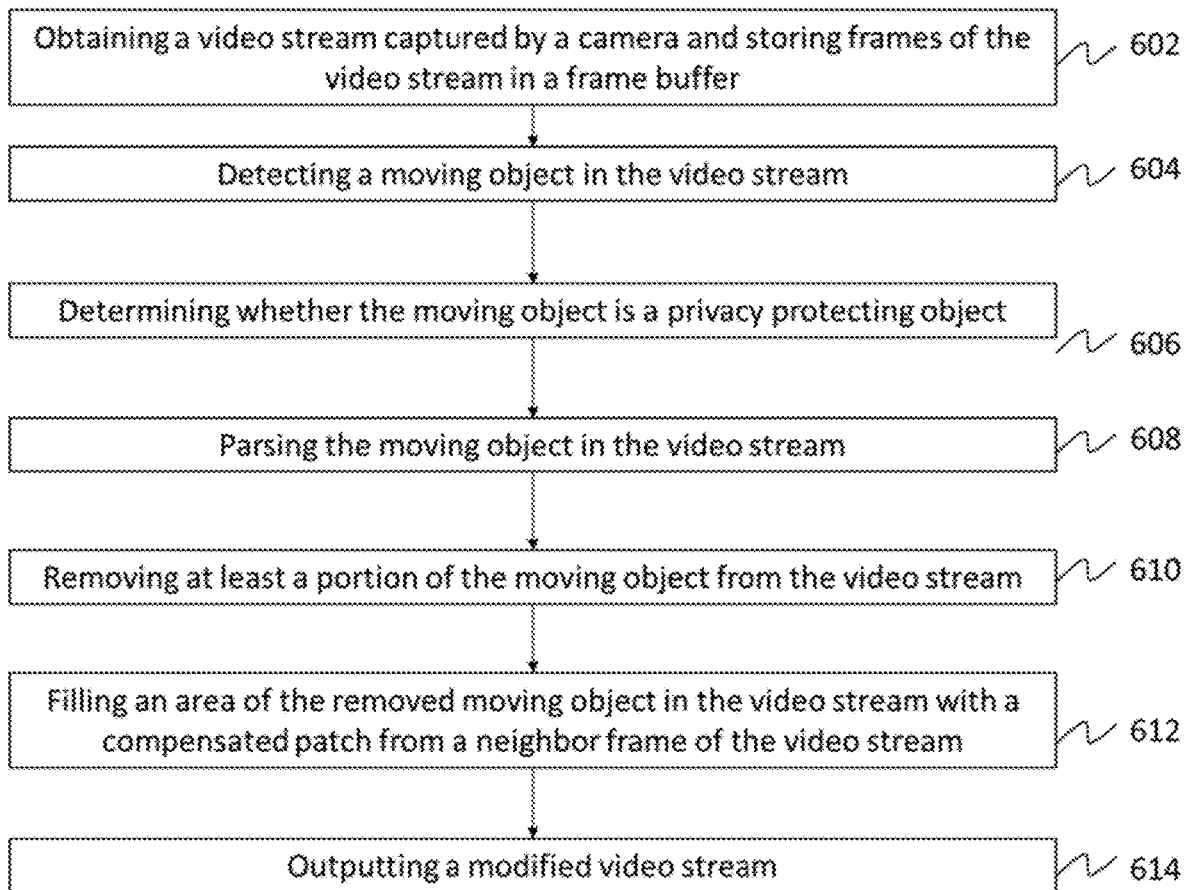 Obtaining a video stream captured by a camera and storing frames of the
video stream in a frame buffer
602
Detecting a moving object in the video stream
604
Determining whether the moving object is a privacy protecting object
606
Parsing the moving object in the video stream
608
Removing at least a portion of the moving object from the video stream
610
Filling an area of the removed moving object in the video stream with a
compensated patch from a neighbor frame of the video stream
612
Outputting a modified video stream
614